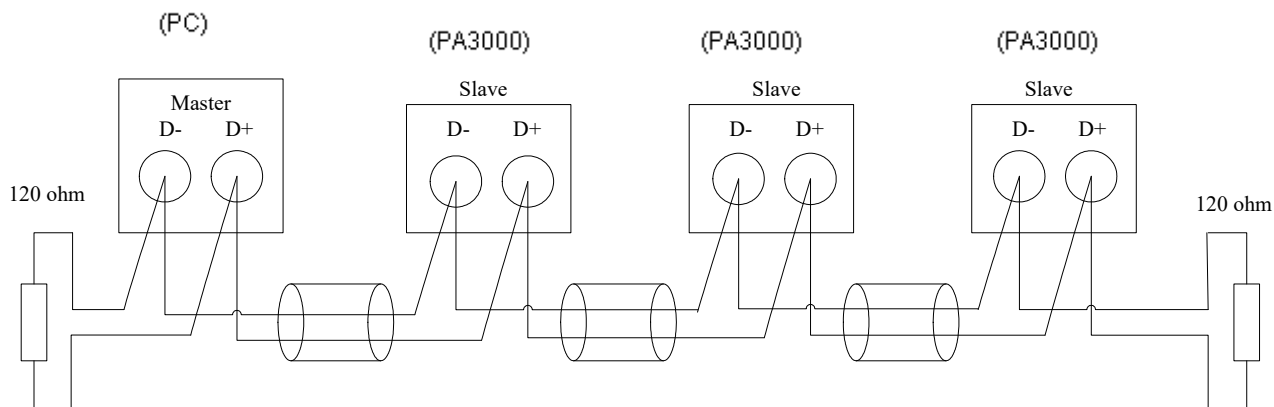 (PC)
(PA3000)
(PA3000)
(PA3000)
Master
Slave
Slave
Slave
D- D+
D- D+
D- D+
D- D+
120 ohm
120 ohm